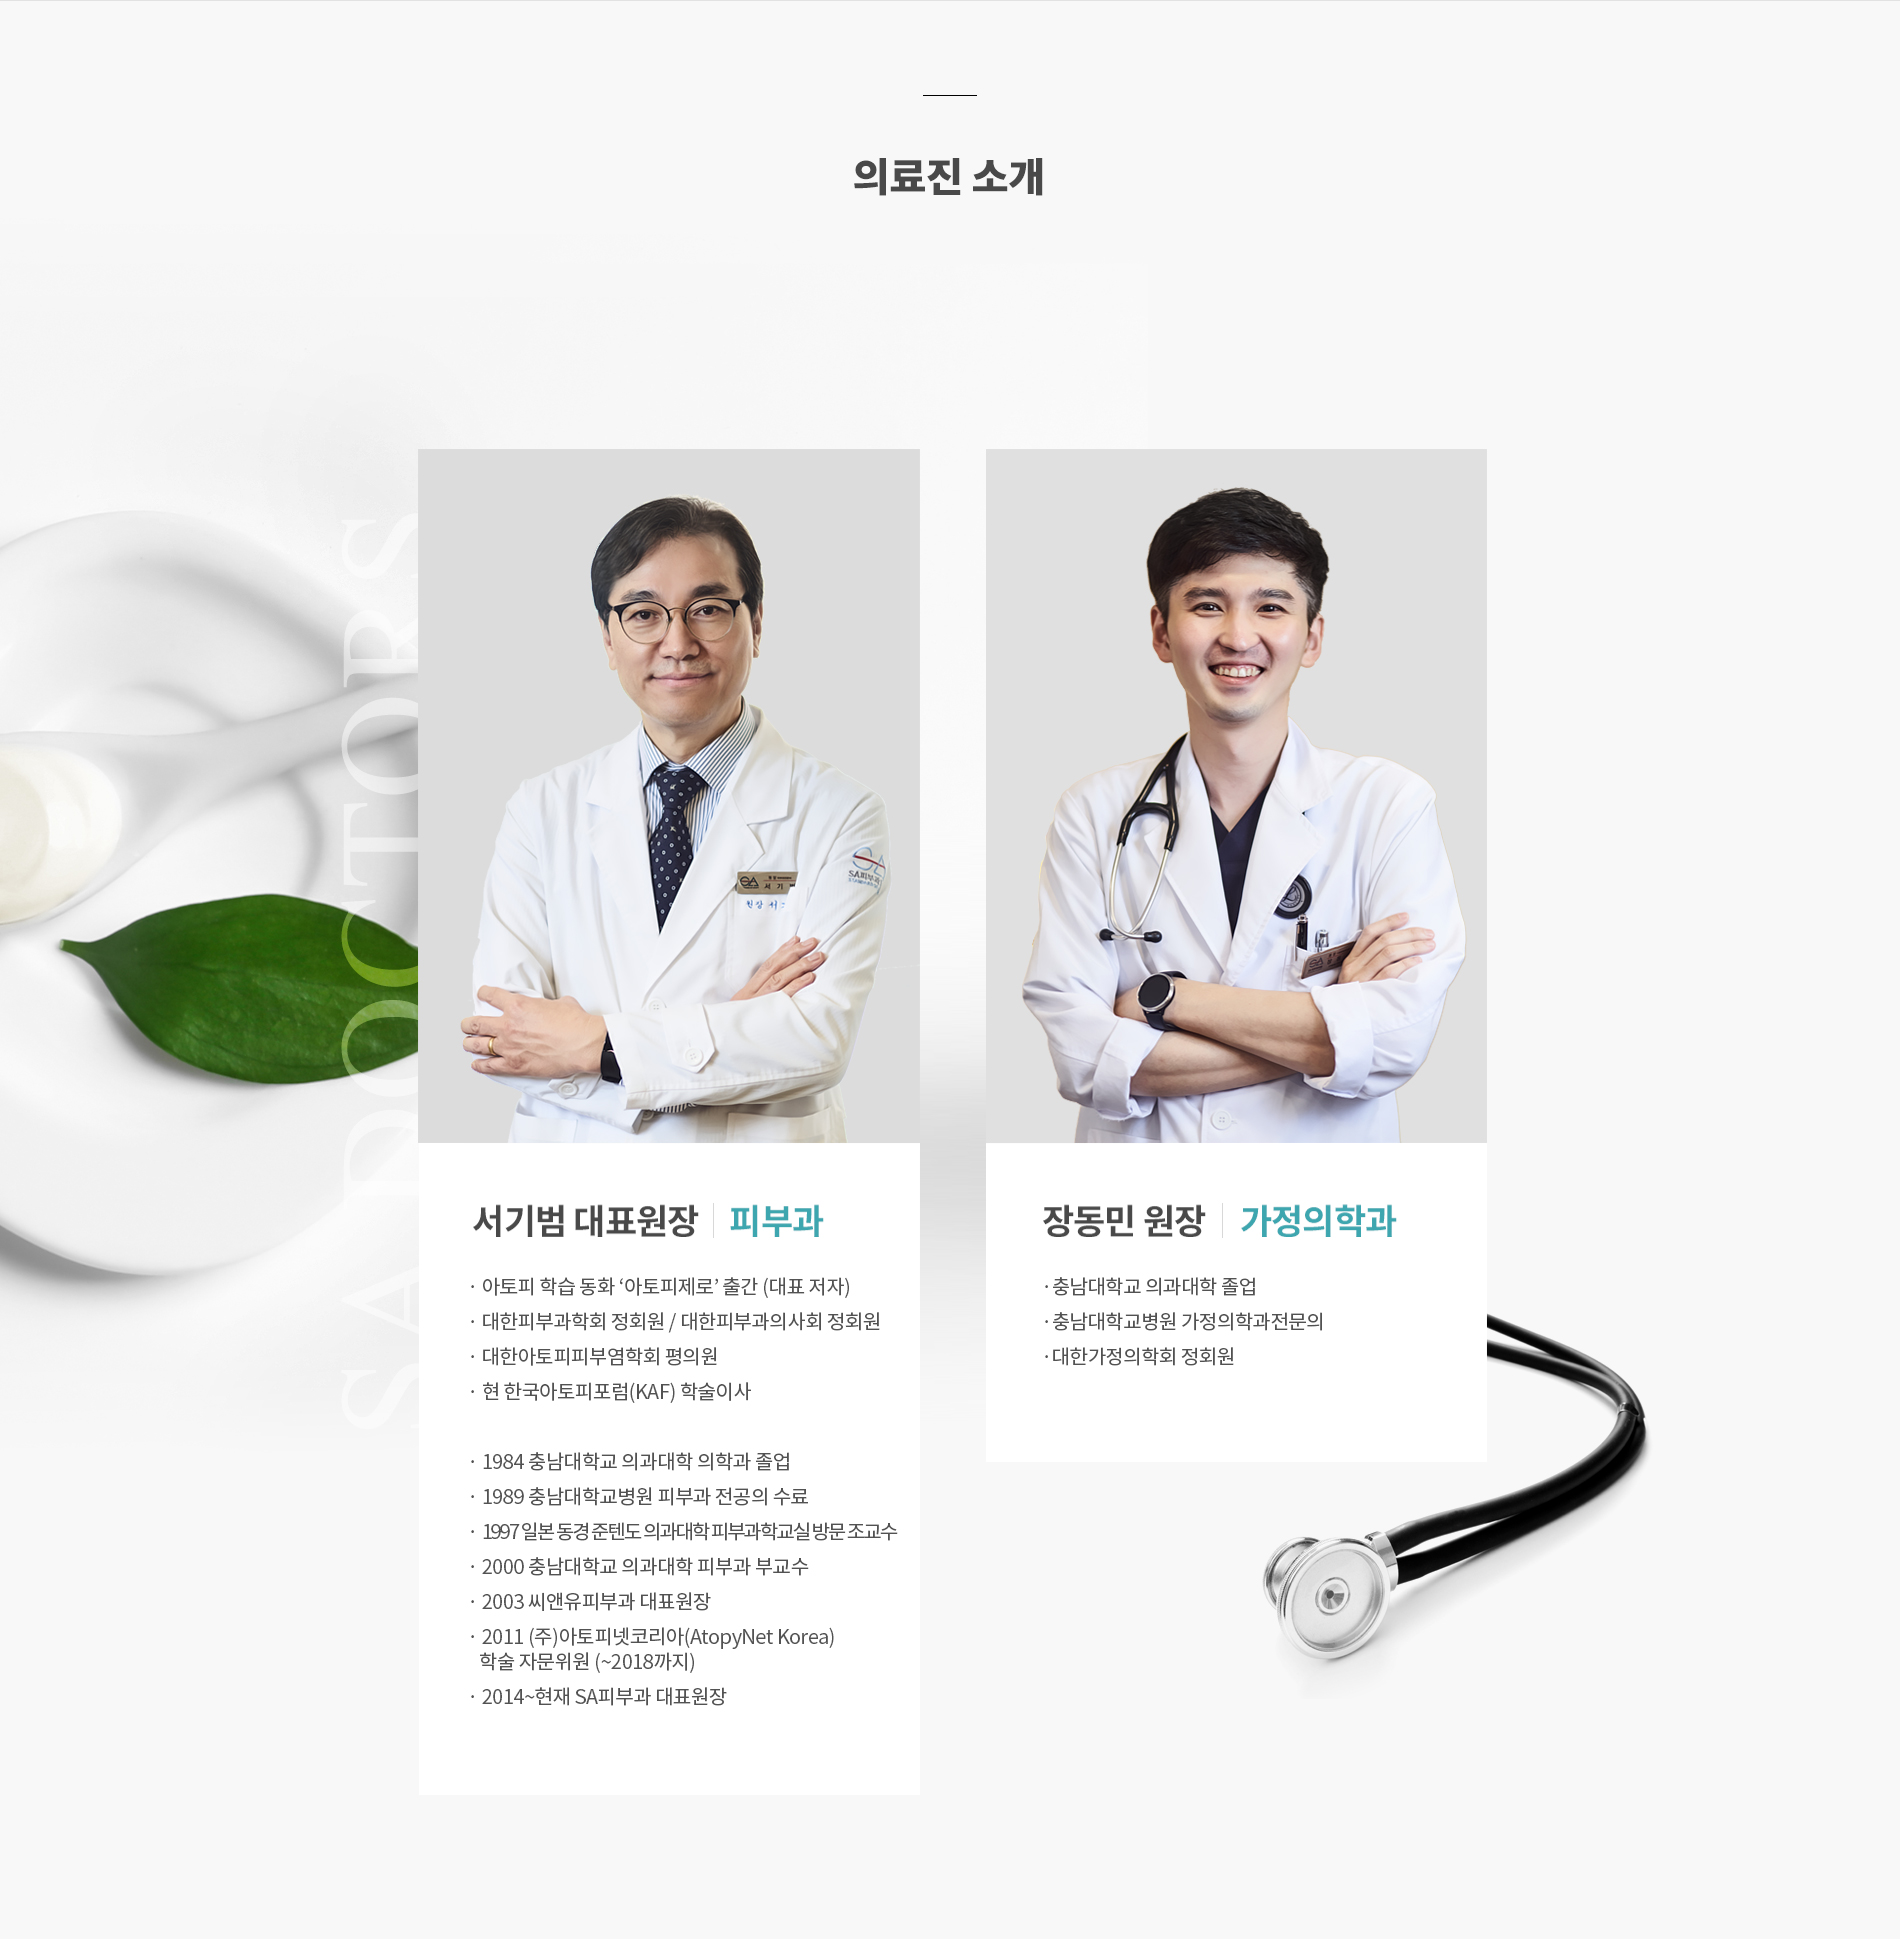 의료진 소개
SA DOCTORS
SA피부과
서기범 대표원장 피부과
· 아토피 학습 동화 ‘아토피제로’ 출간 (대표 저자)
· 대한피부과학회 정회원 / 대한피부과의사회 정회원
· 대한아토피피부염학회 평의원
· 현 한국아토피포럼(KAF) 학술이사
· 1984 충남대학교 의과대학 의학과 졸업
· 1989 충남대학교병원 피부과 전공의 수료
· 1997 일본 동경 준텐도 의과대학 피부과학교실 방문 조교수
· 2000 충남대학교 의과대학 피부과 부교수
· 2003 씨앤유피부과 대표원장
· 2011 (주)아토피넷코리아(AtopyNet Korea)
학술 자문위원 (~2018까지)
· 2014~현재 SA피부과 대표원장
장동민 원장 가정의학과
· 충남대학교 의과대학 졸업
· 충남대학교병원 가정의학과전문의
· 대한가정의학회 정회원